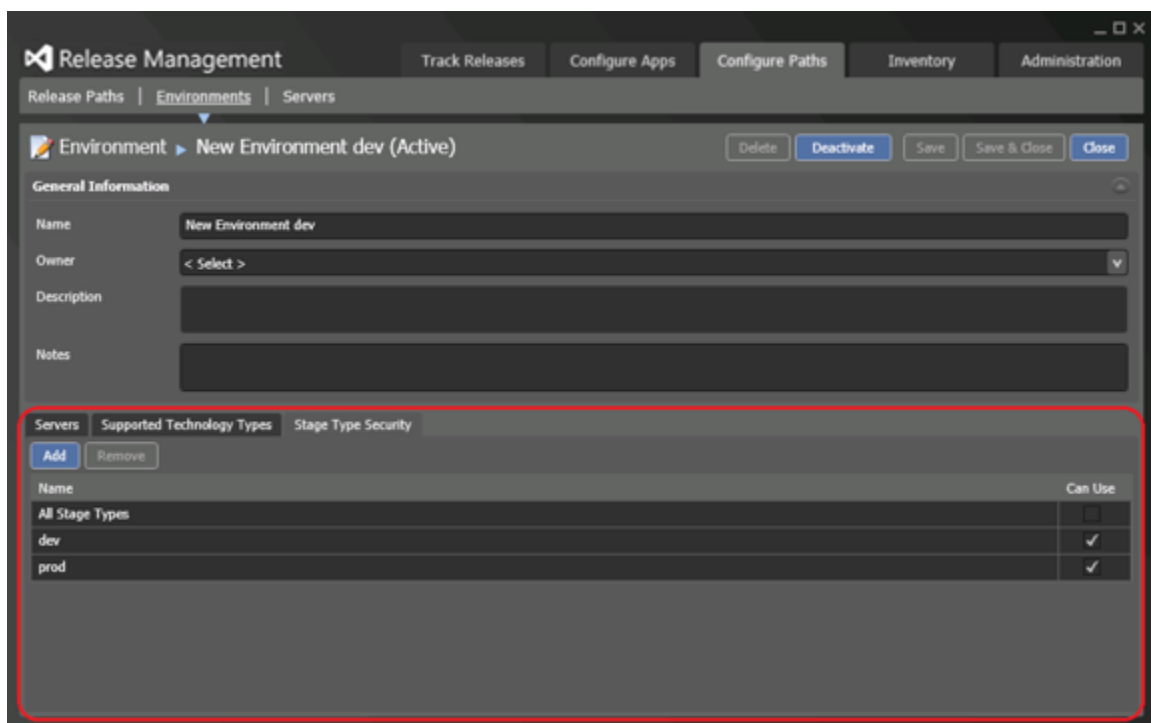 Release Management Track Releases Configure Apps Configure Paths Inventory Administration
Release Paths | Environments | Servers
Environment ▶ New Environment dev (Active) Delete Deactivate Save Save & Close Close
General Information
Name New Environment dev
Owner < Select >
Description
Notes
Servers Supported Technology Types Stage Type Security
Add Remove
Name Can Use
All Stage Types
dev
prod